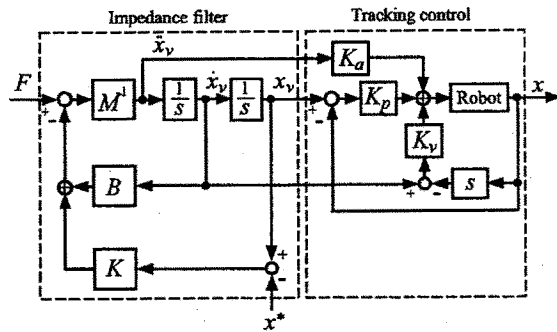 Impedance filter
Tracking control
ẍᵥ
Kₐ
F
+
-
M⁻¹
1/s
ẋᵥ
1/s
xᵥ
+
-
Kₚ
Robot
x
Kᵥ
B
+
-
s
K
+
-
x*